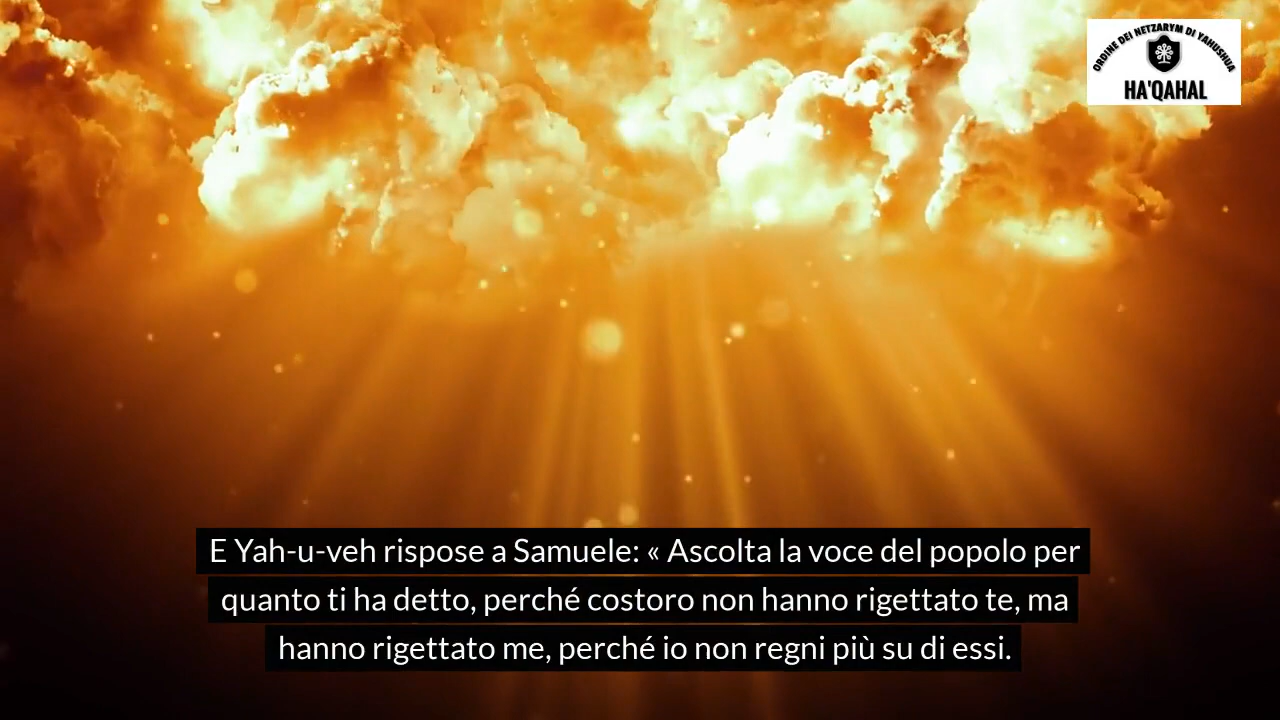 ORDINE DEI NETZARYM DI YAHUSHUA
HA'QAHAL
E Yah-u-veh rispose a Samuele: « Ascolta la voce del popolo per
quanto ti ha detto, perché costoro non hanno rigettato te, ma
hanno rigettato me, perché io non regni più su di essi.